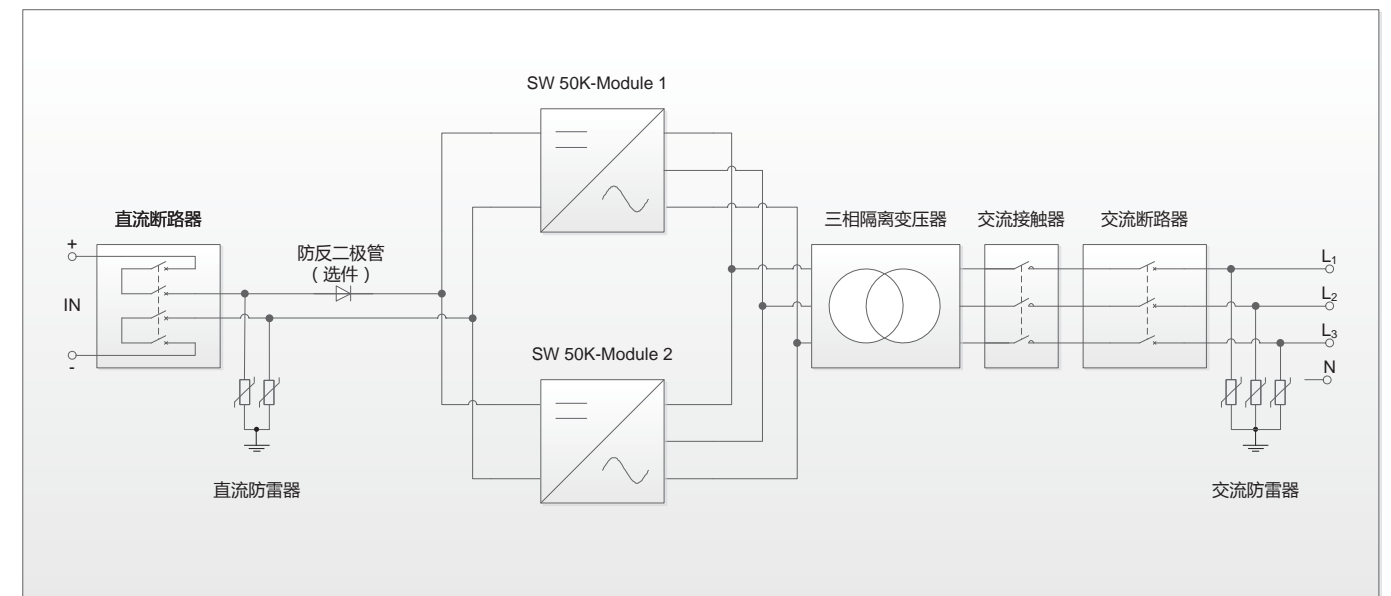 SW 50K-Module 1
直流断路器
防反二极管
（选件）
三相隔离变压器
交流接触器
交流断路器
+
IN
-
L1
L2
L3
N
SW 50K-Module 2
直流防雷器
交流防雷器